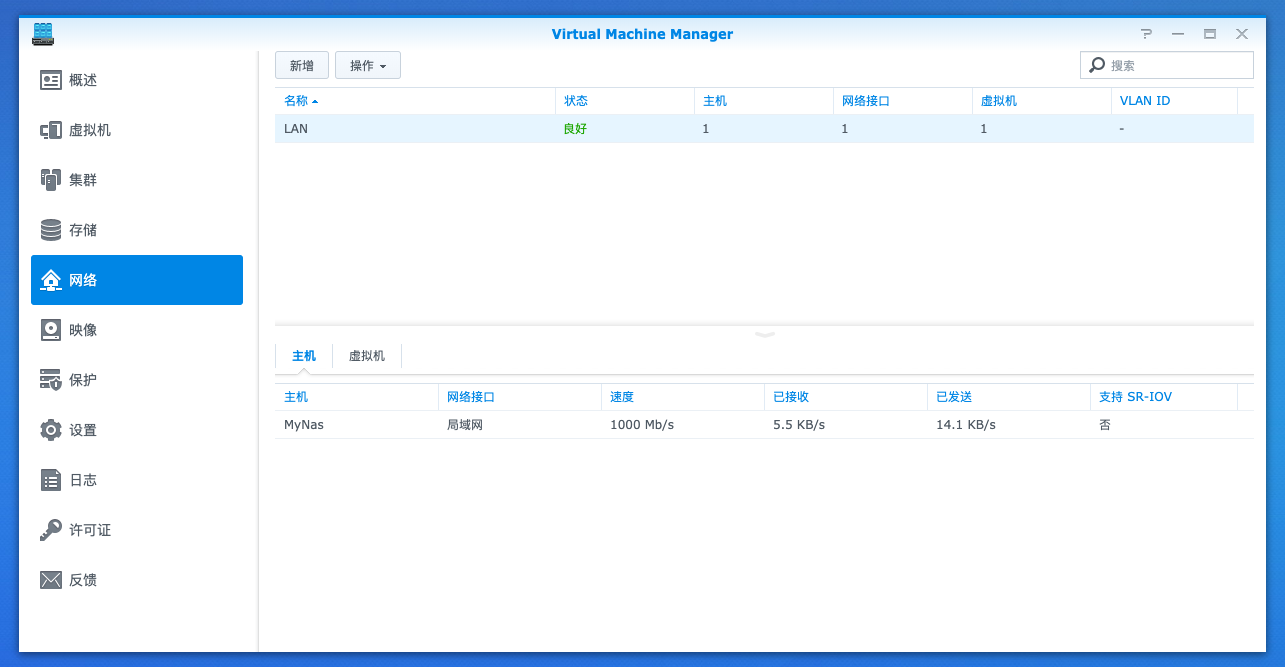 Virtual Machine Manager
概述
虚拟机
集群
存储
网络
映像
保护
设置
日志
许可证
反馈
新增 操作 搜索
名称 状态 主机 网络接口 虚拟机 VLAN ID
LAN 良好 1 1 1 -
主机 虚拟机
主机 网络接口 速度 已接收 已发送 支持 SR-IOV
MyNas 局域网 1000 Mb/s 5.5 KB/s 14.1 KB/s 否